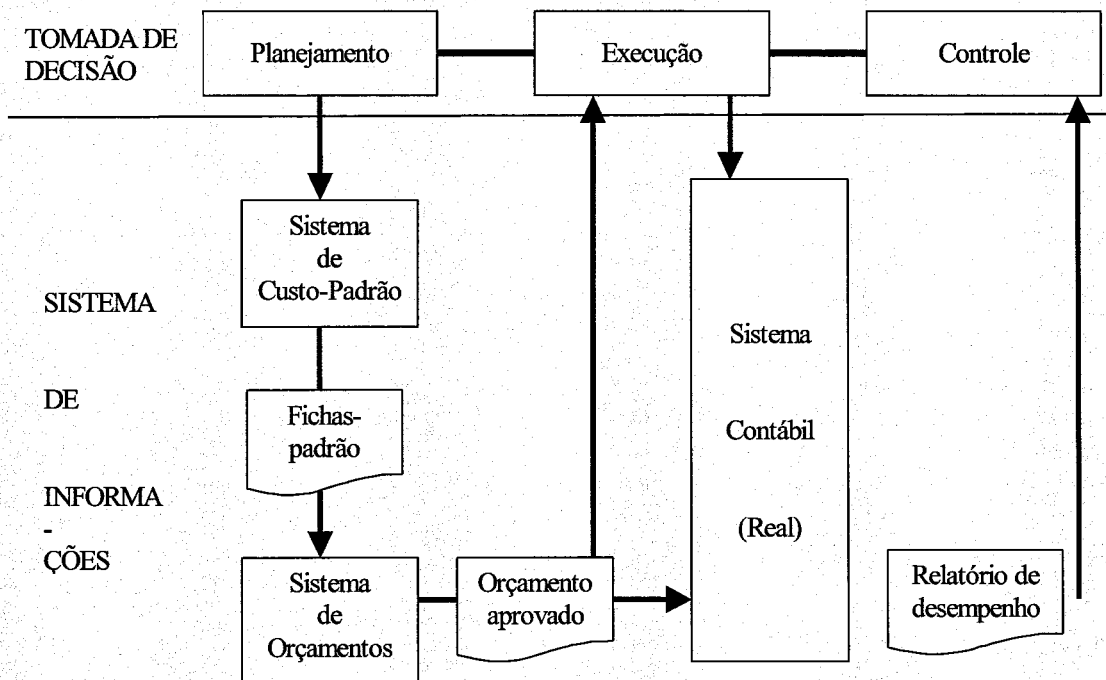 TOMADA DE
DECISÃO
Planejamento
Execução
Controle
SISTEMA
DE
INFORMA
-
ÇÕES
Sistema
de
Custo-Padrão
Fichas-
padrão
Sistema
de
Orçamentos
Orçamento
aprovado
Sistema
Contábil
(Real)
Relatório de
desempenho